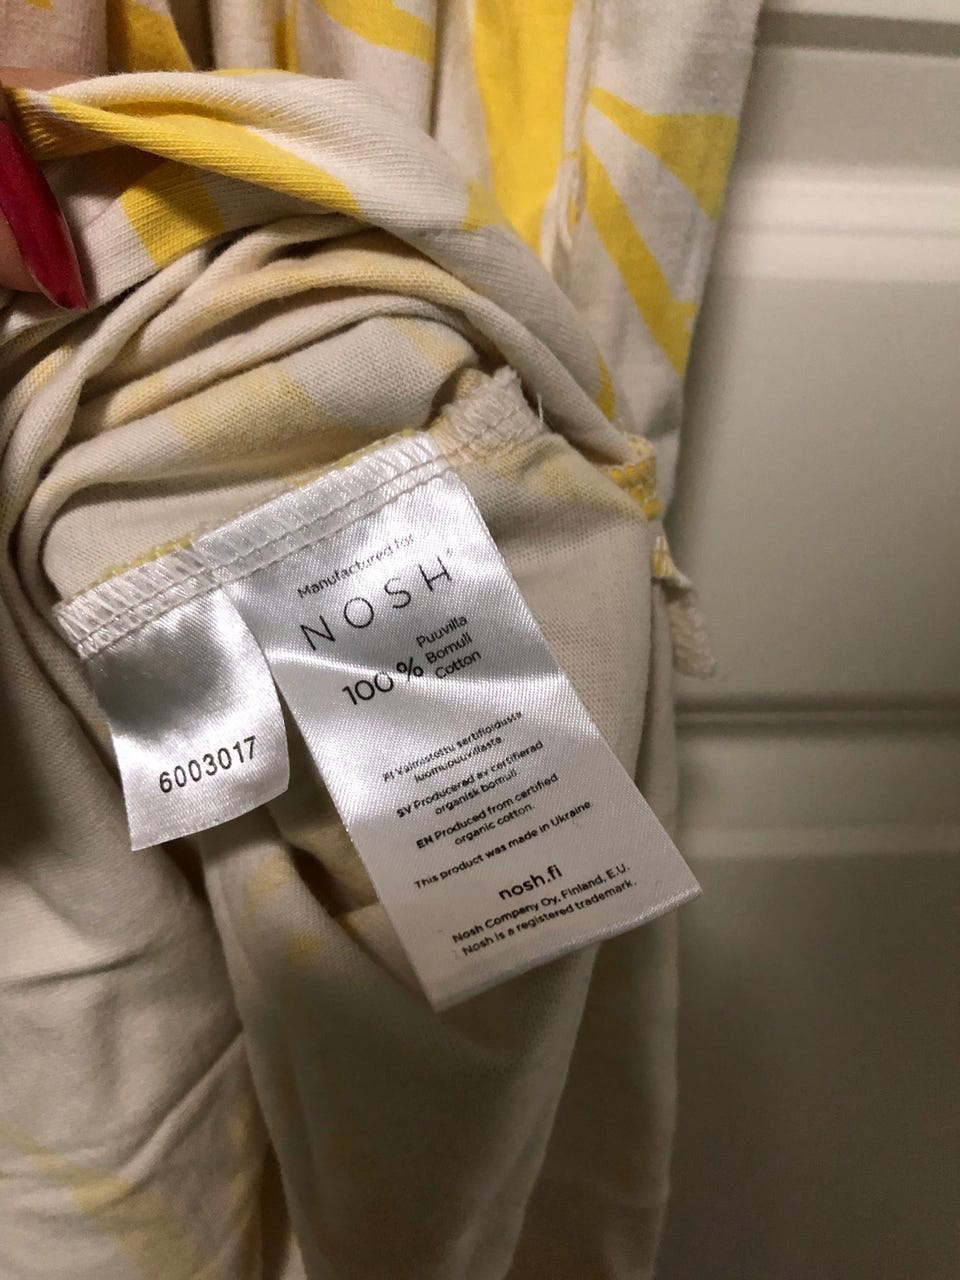 Manufactured for
NOSH®
100 %
Puuvilla
Bomull
Cotton
FI Valmistettu sertifioidusta
luomupuuvillasta
SV Producerad av certifierad
organisk bomull.
EN Produced from certified
organic cotton.
This product was made in Ukraine.
nosh.fi
Nosh Company Oy, Finland, E.U.
Nosh is a registered trademark.
6003017